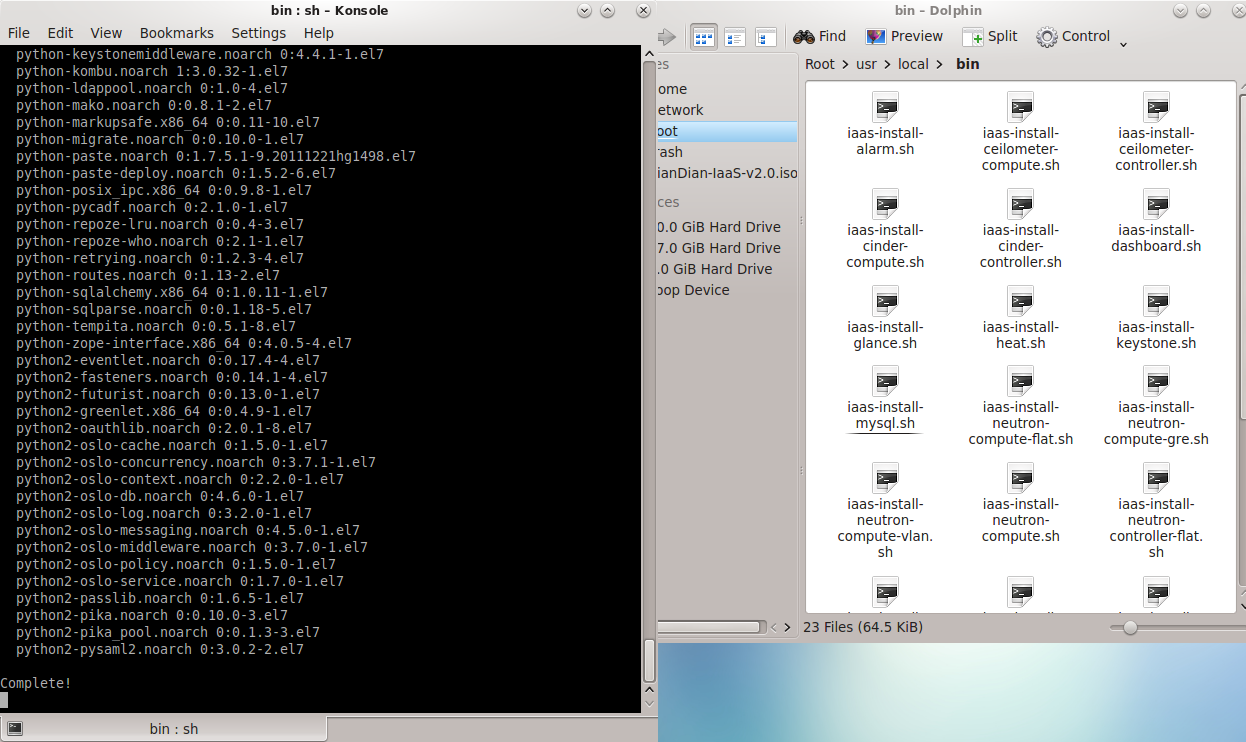 bin : sh – Konsole
File Edit View Bookmarks Settings Help
python-keystonemiddleware.noarch 0:4.4.1-1.el7
python-kombu.noarch 1:3.0.32-1.el7
python-ldappool.noarch 0:1.0-4.el7
python-mako.noarch 0:0.8.1-2.el7
python-markupsafe.x86_64 0:0.11-10.el7
python-migrate.noarch 0:0.10.0-1.el7
python-paste.noarch 0:1.7.5.1-9.20111221hg1498.el7
python-paste-deploy.noarch 0:1.5.2-6.el7
python-posix_ipc.x86_64 0:0.9.8-1.el7
python-pycadf.noarch 0:2.1.0-1.el7
python-repoze-lru.noarch 0:0.4-3.el7
python-repoze-who.noarch 0:2.1-1.el7
python-retrying.noarch 0:1.2.3-4.el7
python-routes.noarch 0:1.13-2.el7
python-sqlalchemy.x86_64 0:1.0.11-1.el7
python-sqlparse.noarch 0:0.1.18-5.el7
python-tempita.noarch 0:0.5.1-8.el7
python-zope-interface.x86_64 0:4.0.5-4.el7
python2-eventlet.noarch 0:0.17.4-4.el7
python2-fasteners.noarch 0:0.14.1-4.el7
python2-futurist.noarch 0:0.13.0-1.el7
python2-greenlet.x86_64 0:0.4.9-1.el7
python2-oauthlib.noarch 0:2.0.1-8.el7
python2-oslo-cache.noarch 0:1.5.0-1.el7
python2-oslo-concurrency.noarch 0:3.7.1-1.el7
python2-oslo-context.noarch 0:2.2.0-1.el7
python2-oslo-db.noarch 0:4.6.0-1.el7
python2-oslo-log.noarch 0:3.2.0-1.el7
python2-oslo-messaging.noarch 0:4.5.0-1.el7
python2-oslo-middleware.noarch 0:3.7.0-1.el7
python2-oslo-policy.noarch 0:1.5.0-1.el7
python2-oslo-service.noarch 0:1.7.0-1.el7
python2-passlib.noarch 0:1.6.5-1.el7
python2-pika.noarch 0:0.10.0-3.el7
python2-pika_pool.noarch 0:0.1.3-3.el7
python2-pysaml2.noarch 0:3.0.2-2.el7
Complete!
bin : sh
bin – Dolphin
Find Preview Split Control
Root > usr > local > bin
es
ome
etwork
oot
rash
ianDian-IaaS-v2.0.iso
ces
0.0 GiB Hard Drive
7.0 GiB Hard Drive
.0 GiB Hard Drive
oop Device
iaas-install-
alarm.sh
iaas-install-
ceilometer-
compute.sh
iaas-install-
ceilometer-
controller.sh
iaas-install-
cinder-
compute.sh
iaas-install-
cinder-
controller.sh
iaas-install-
dashboard.sh
iaas-install-
glance.sh
iaas-install-
heat.sh
iaas-install-
keystone.sh
iaas-install-
mysql.sh
iaas-install-
neutron-
compute-flat.sh
iaas-install-
neutron-
compute-gre.sh
iaas-install-
neutron-
compute-vlan.
sh
iaas-install-
neutron-
compute.sh
iaas-install-
neutron-
controller-flat.
sh
23 Files (64.5 KiB)